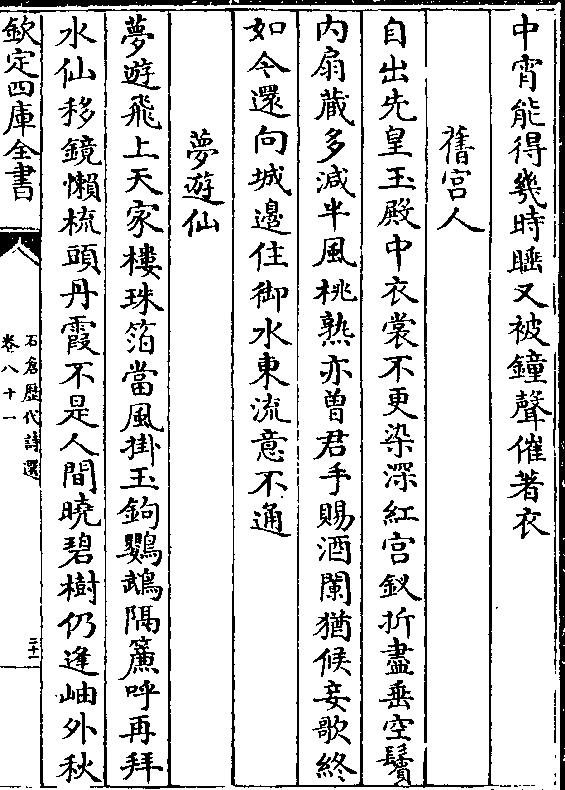 中宵能得幾時睡又被鐘聲催著衣
舊宫人
自出先皇玉殿中衣裳不更染深紅宫釵折盡垂空鬢
内扇藏多減半風桃熟亦曽君手賜酒闌猶候妾歌終
如今還向城邉住御水東流意不通
夢遊仙
夢遊飛上天家樓珠箔當風掛玉鉤鸚鵡隔簾呼再拜
水仙移鏡懶梳頭丹霞不是人間曉碧樹仍逢岫外秋
欽定四庫全書
石倉歴代詩選
卷八十一